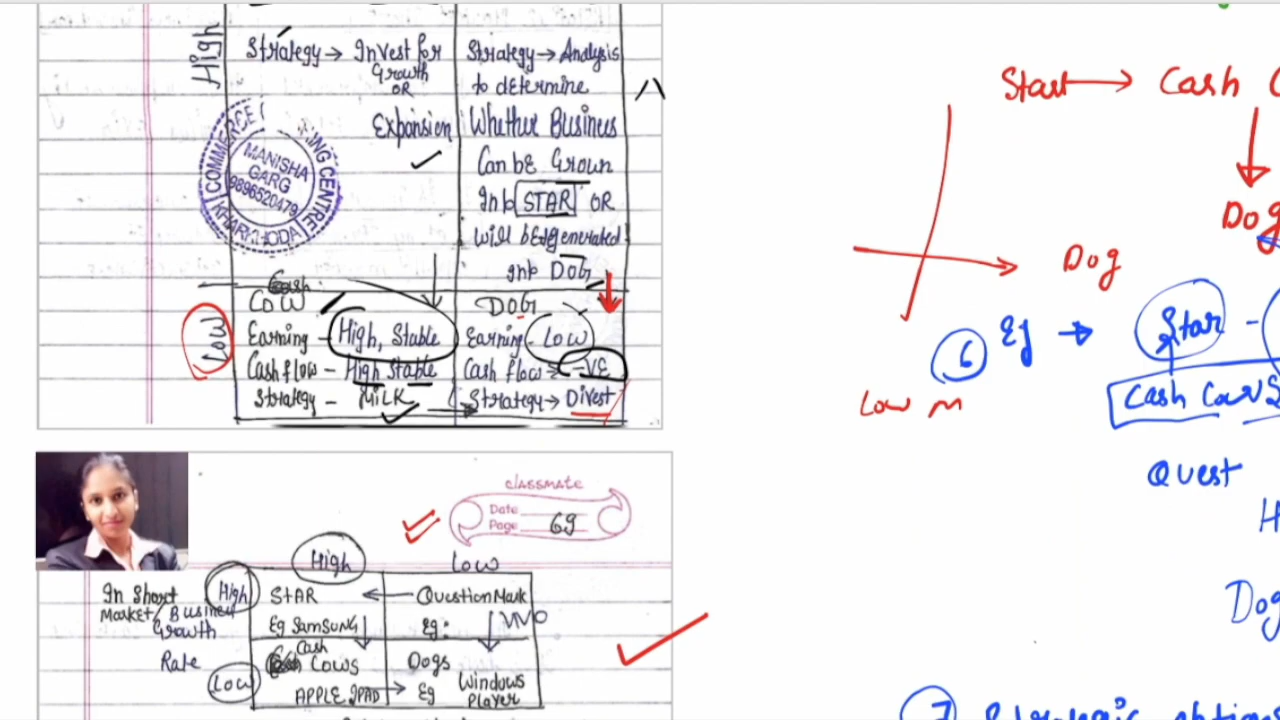 High
Strategy → Invest for
Growth
OR
Expansion
Strategy → Analysis
to determine
Whether Business
Can be Grown
Into STAR OR
will be
into DOG
COMMERCE
MANISHA
GARG
9896520479
KHARKHODA
CENTRE
Cash
COW
Low
Earning - High, Stable
Cash flow - High Stable
Strategy - MILK
DOG
Earning - Low
Cash flow = -VE
Strategy → Divest
Start → Cash C
Dog
Dog
6 Eg → Star -
Low m
Cash Cow
Quest
H
Dog
classmate
Date
Page 69
High Low
In Short
Market/Business
Growth
Rate
High
STAR ← Question Mark
Eg SAMSUNG
Eg: VIVO
Low
Cash
Cows
APPLE IPAD →
Dogs
Eg Windows
Player
7